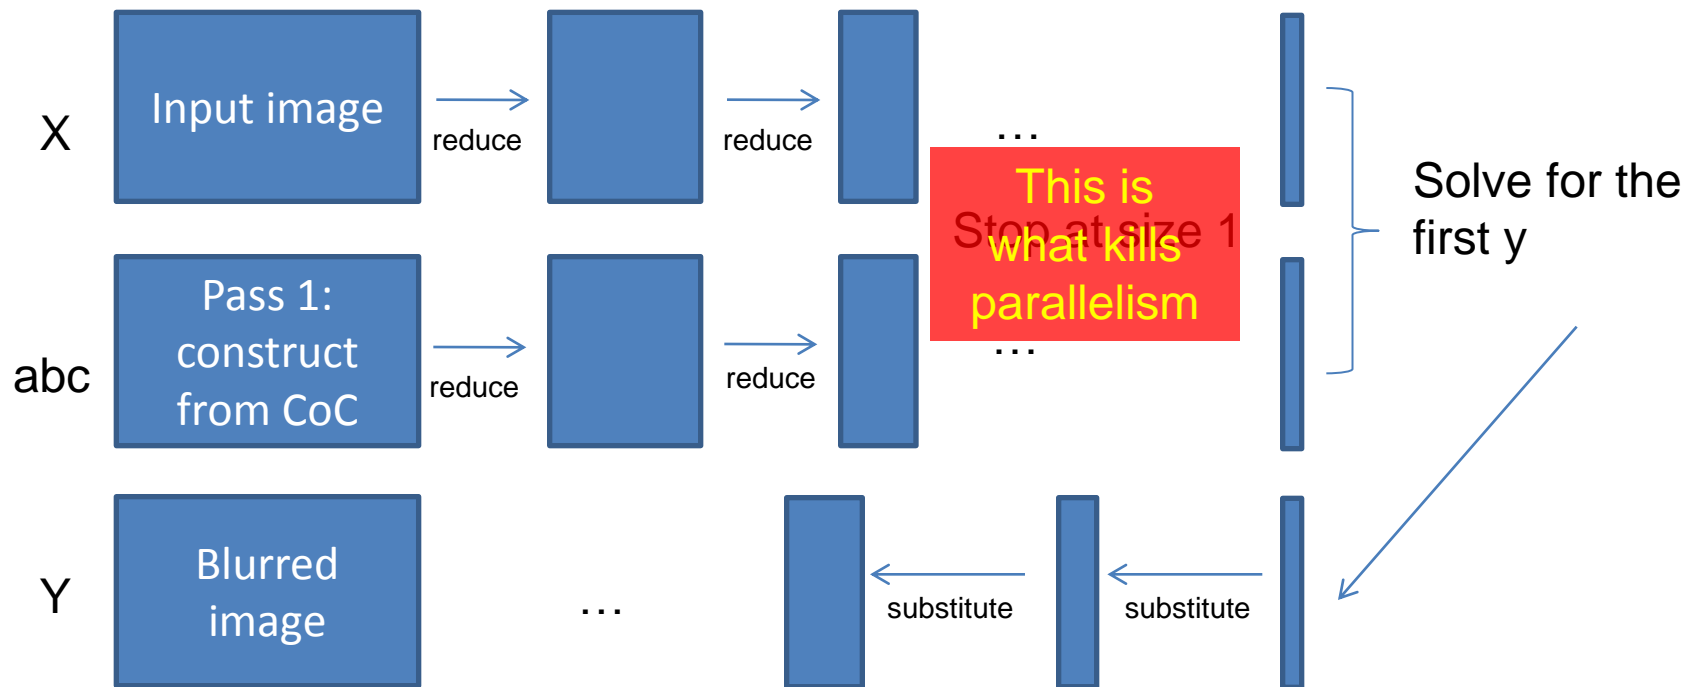 X
Input image
reduce
reduce
...
This is
what kills
parallelism
Stop at size 1
Solve for the
first y
abc
Pass 1:
construct
from CoC
reduce
reduce
...
Y
Blurred
image
...
substitute
substitute